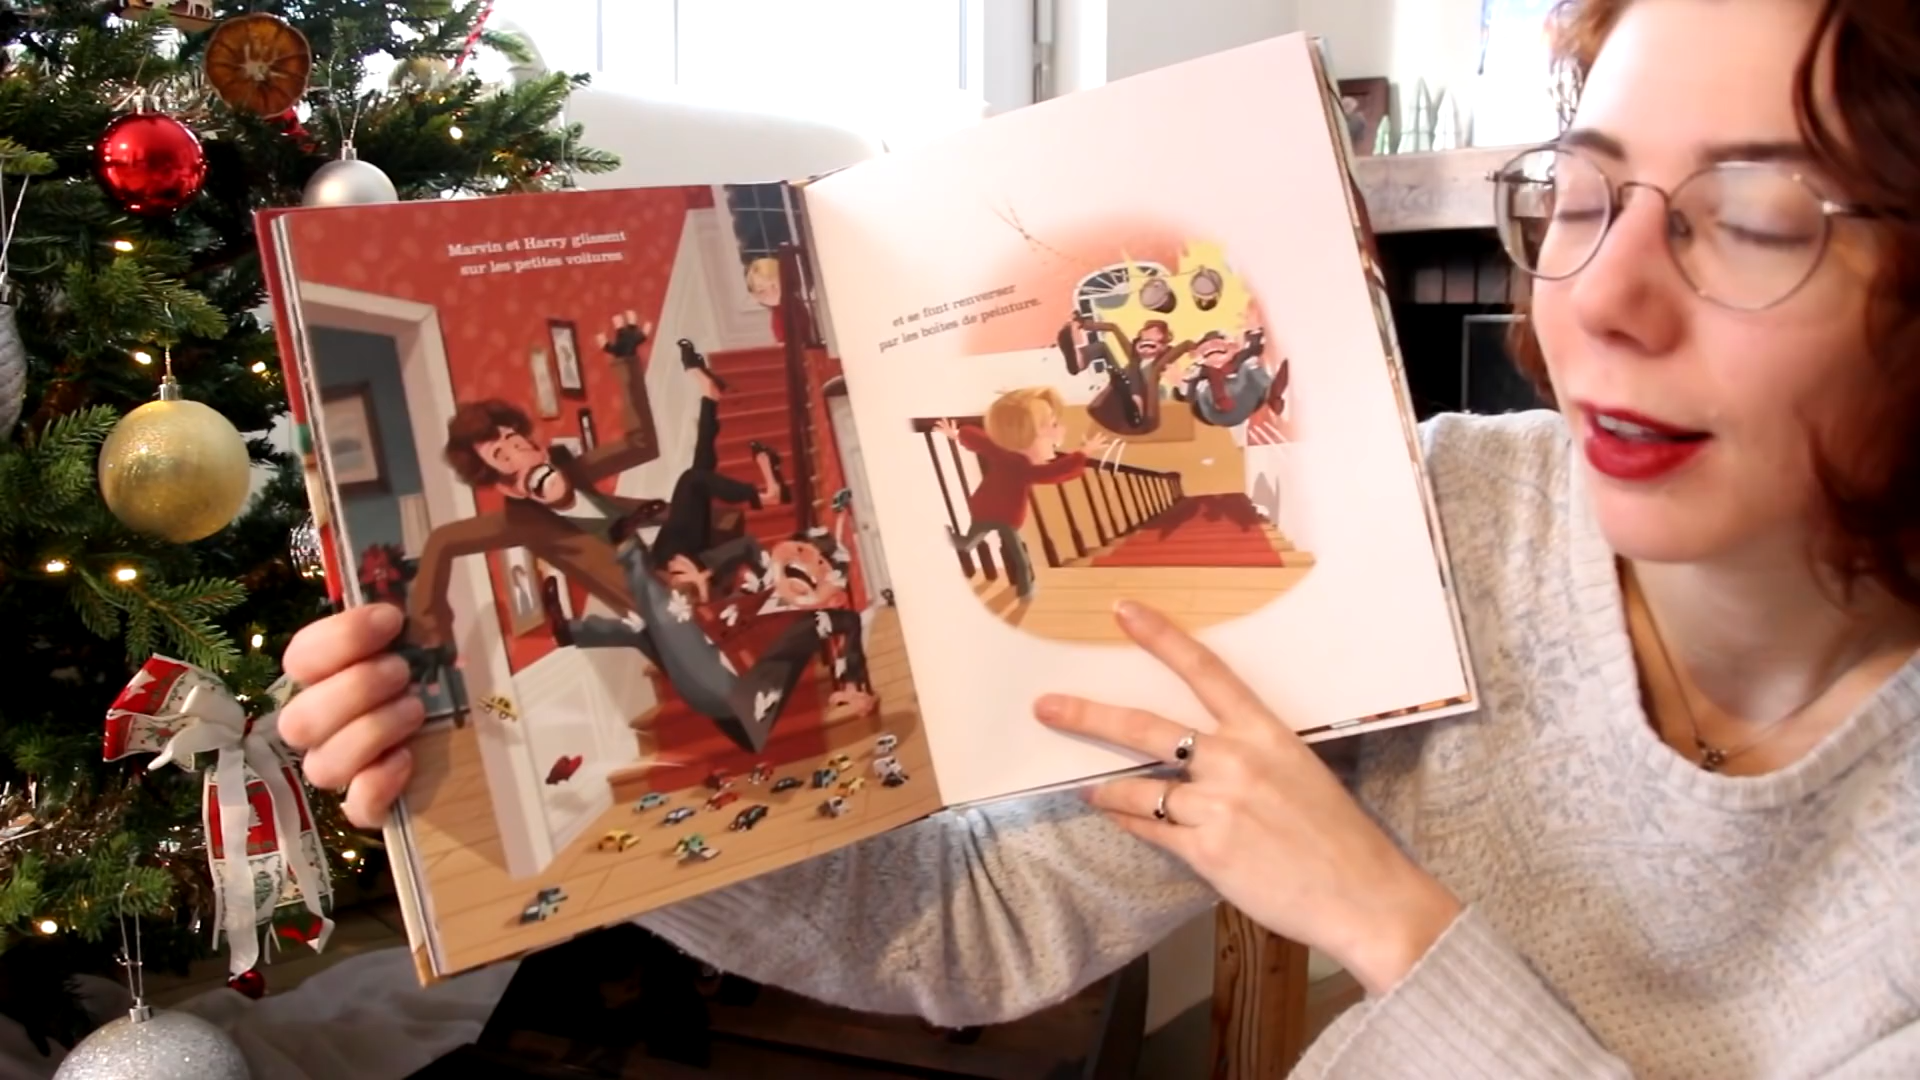 Marvin et Harry glissent
sur les petites voitures
et se font renverser
par les boîtes de peinture.